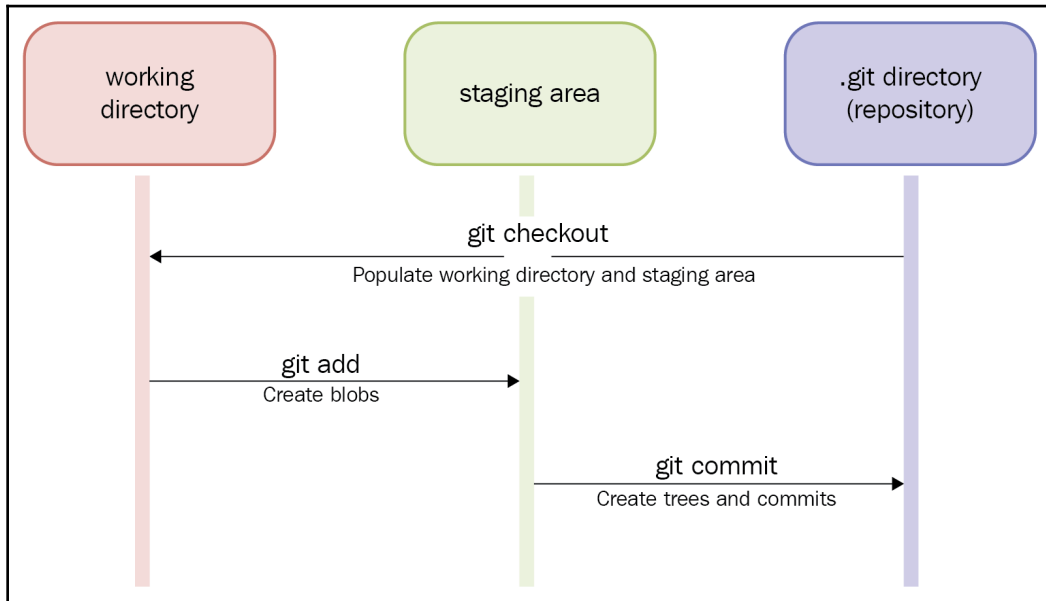 working
directory
staging area
.git directory
(repository)
git checkout
Populate working directory and staging area
git add
Create blobs
git commit
Create trees and commits